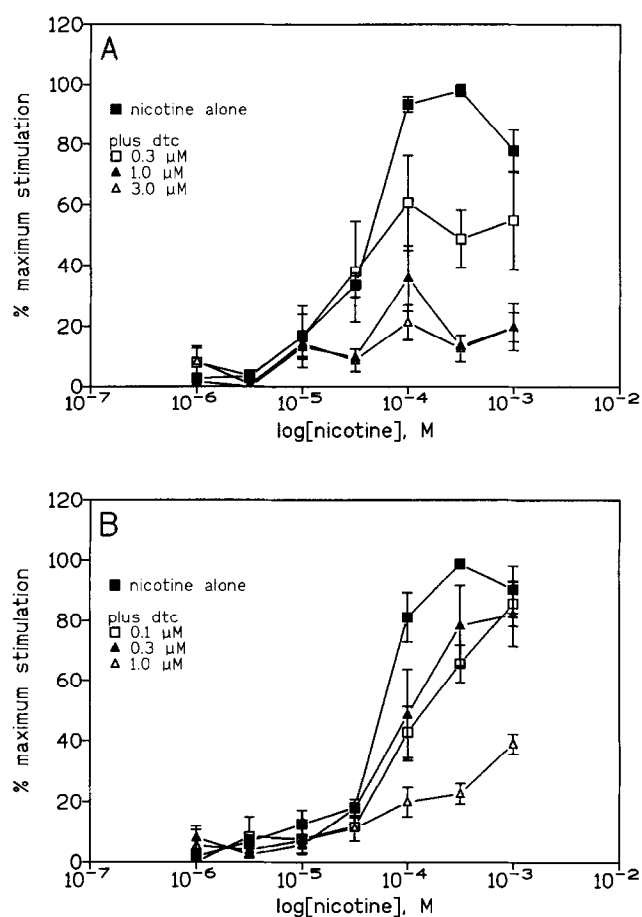 A
120
100
80
60
40
20
0
% maximum stimulation
nicotine alone
plus dtc
0.3 µM
1.0 µM
3.0 µM
10-7 10-6 10-5 10-4 10-3 10-2
log[nicotine], M
B
120
100
80
60
40
20
0
% maximum stimulation
nicotine alone
plus dtc
0.1 µM
0.3 µM
1.0 µM
10-7 10-6 10-5 10-4 10-3 10-2
log[nicotine], M